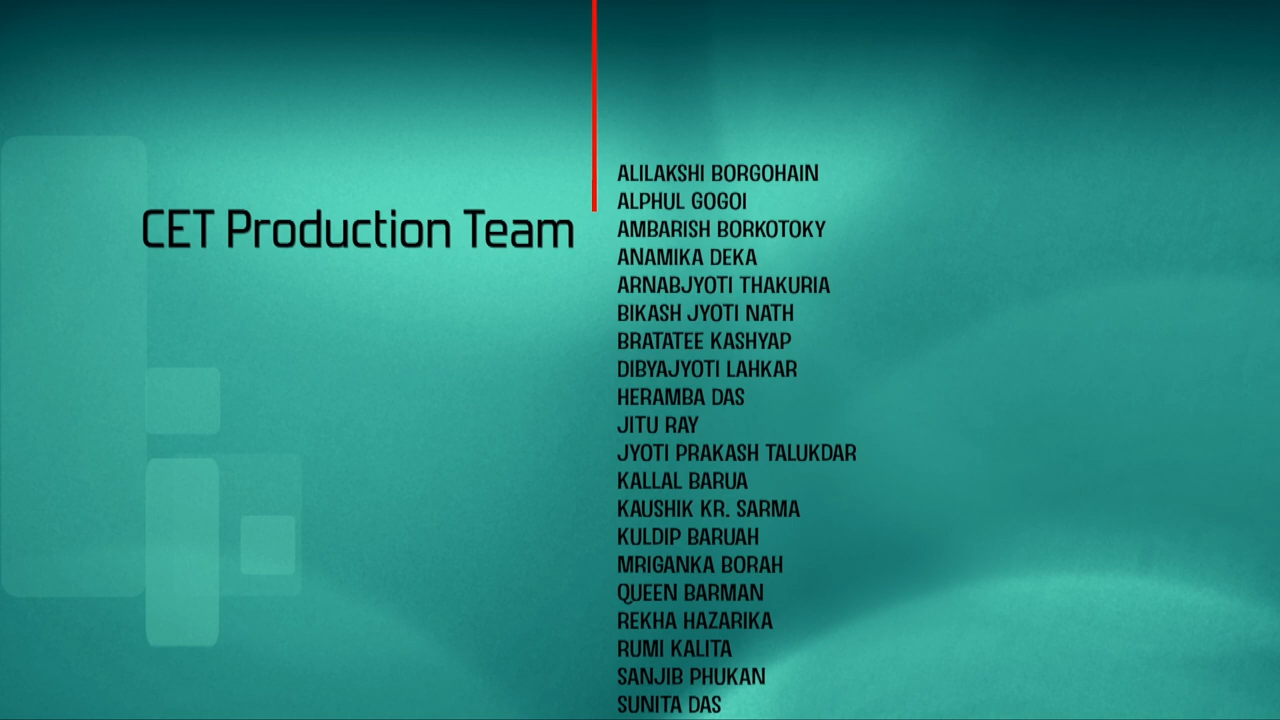 CET Production Team
ALILAKSHI BORGOHAIN
ALPHUL GOGOI
AMBARISH BORKOTOKY
ANAMIKA DEKA
ARNABJYOTI THAKURIA
BIKASH JYOTI NATH
BRATATEE KASHYAP
DIBYAJYOTI LAHKAR
HERAMBA DAS
JITU RAY
JYOTI PRAKASH TALUKDAR
KALLAL BARUA
KAUSHIK KR. SARMA
KULDIP BARUAH
MRIGANKA BORAH
QUEEN BARMAN
REKHA HAZARIKA
RUMI KALITA
SANJIB PHUKAN
SUNITA DAS